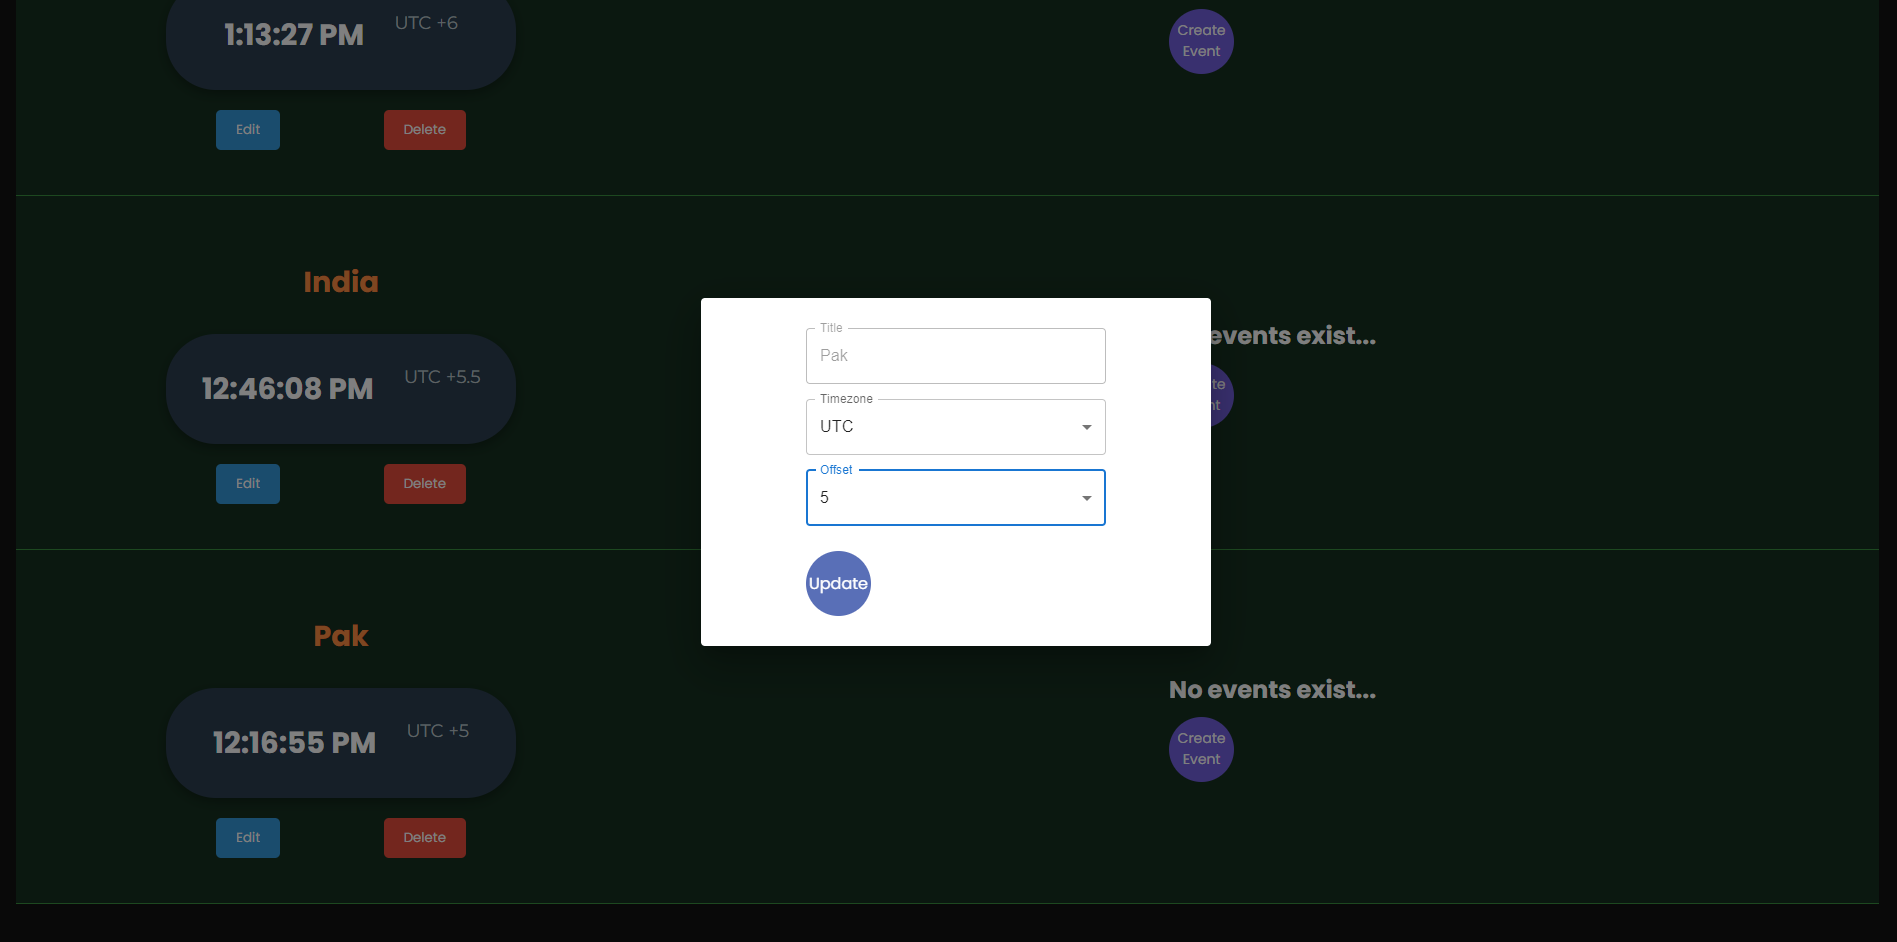 1:13:27 PM UTC +6
Create
Event
Edit Delete
India
12:46:08 PM UTC +5.5
events exist...
te
nt
Edit Delete
Title
Pak
Timezone
UTC
Offset
5
Update
Pak
12:16:55 PM UTC +5
No events exist...
Create
Event
Edit Delete